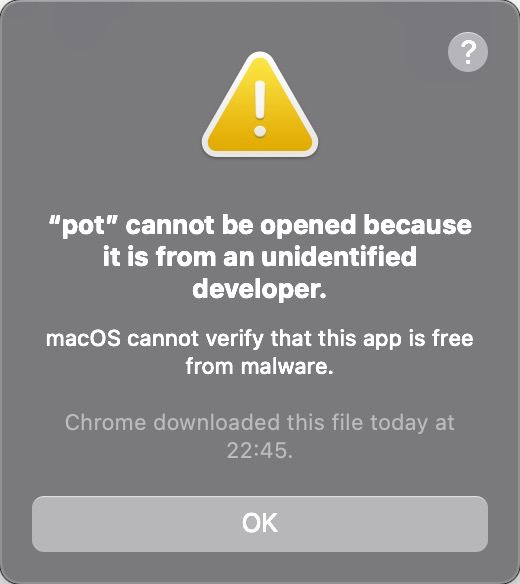 ?
“pot” cannot be opened because
it is from an unidentified
developer.
macOS cannot verify that this app is free
from malware.
Chrome downloaded this file today at
22:45.
OK